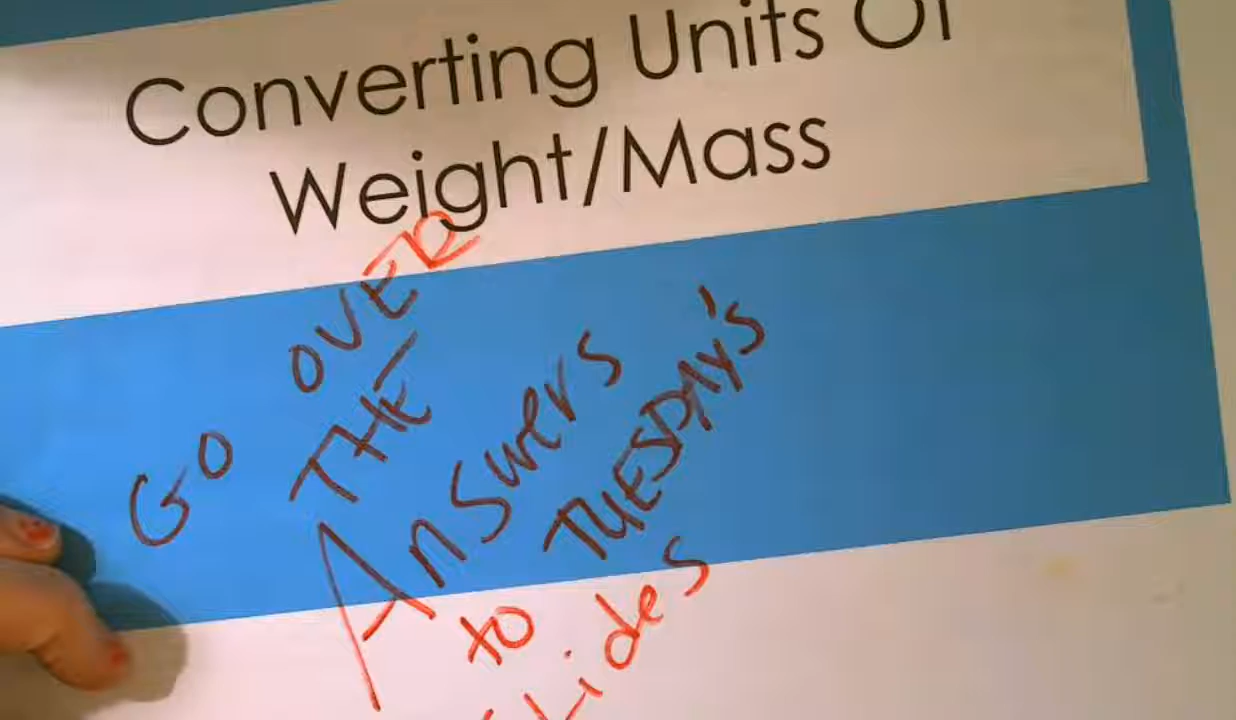 Converting Units Of
Weight/Mass
GO OVER
THE
Answers
to TUESDAY'S
slides